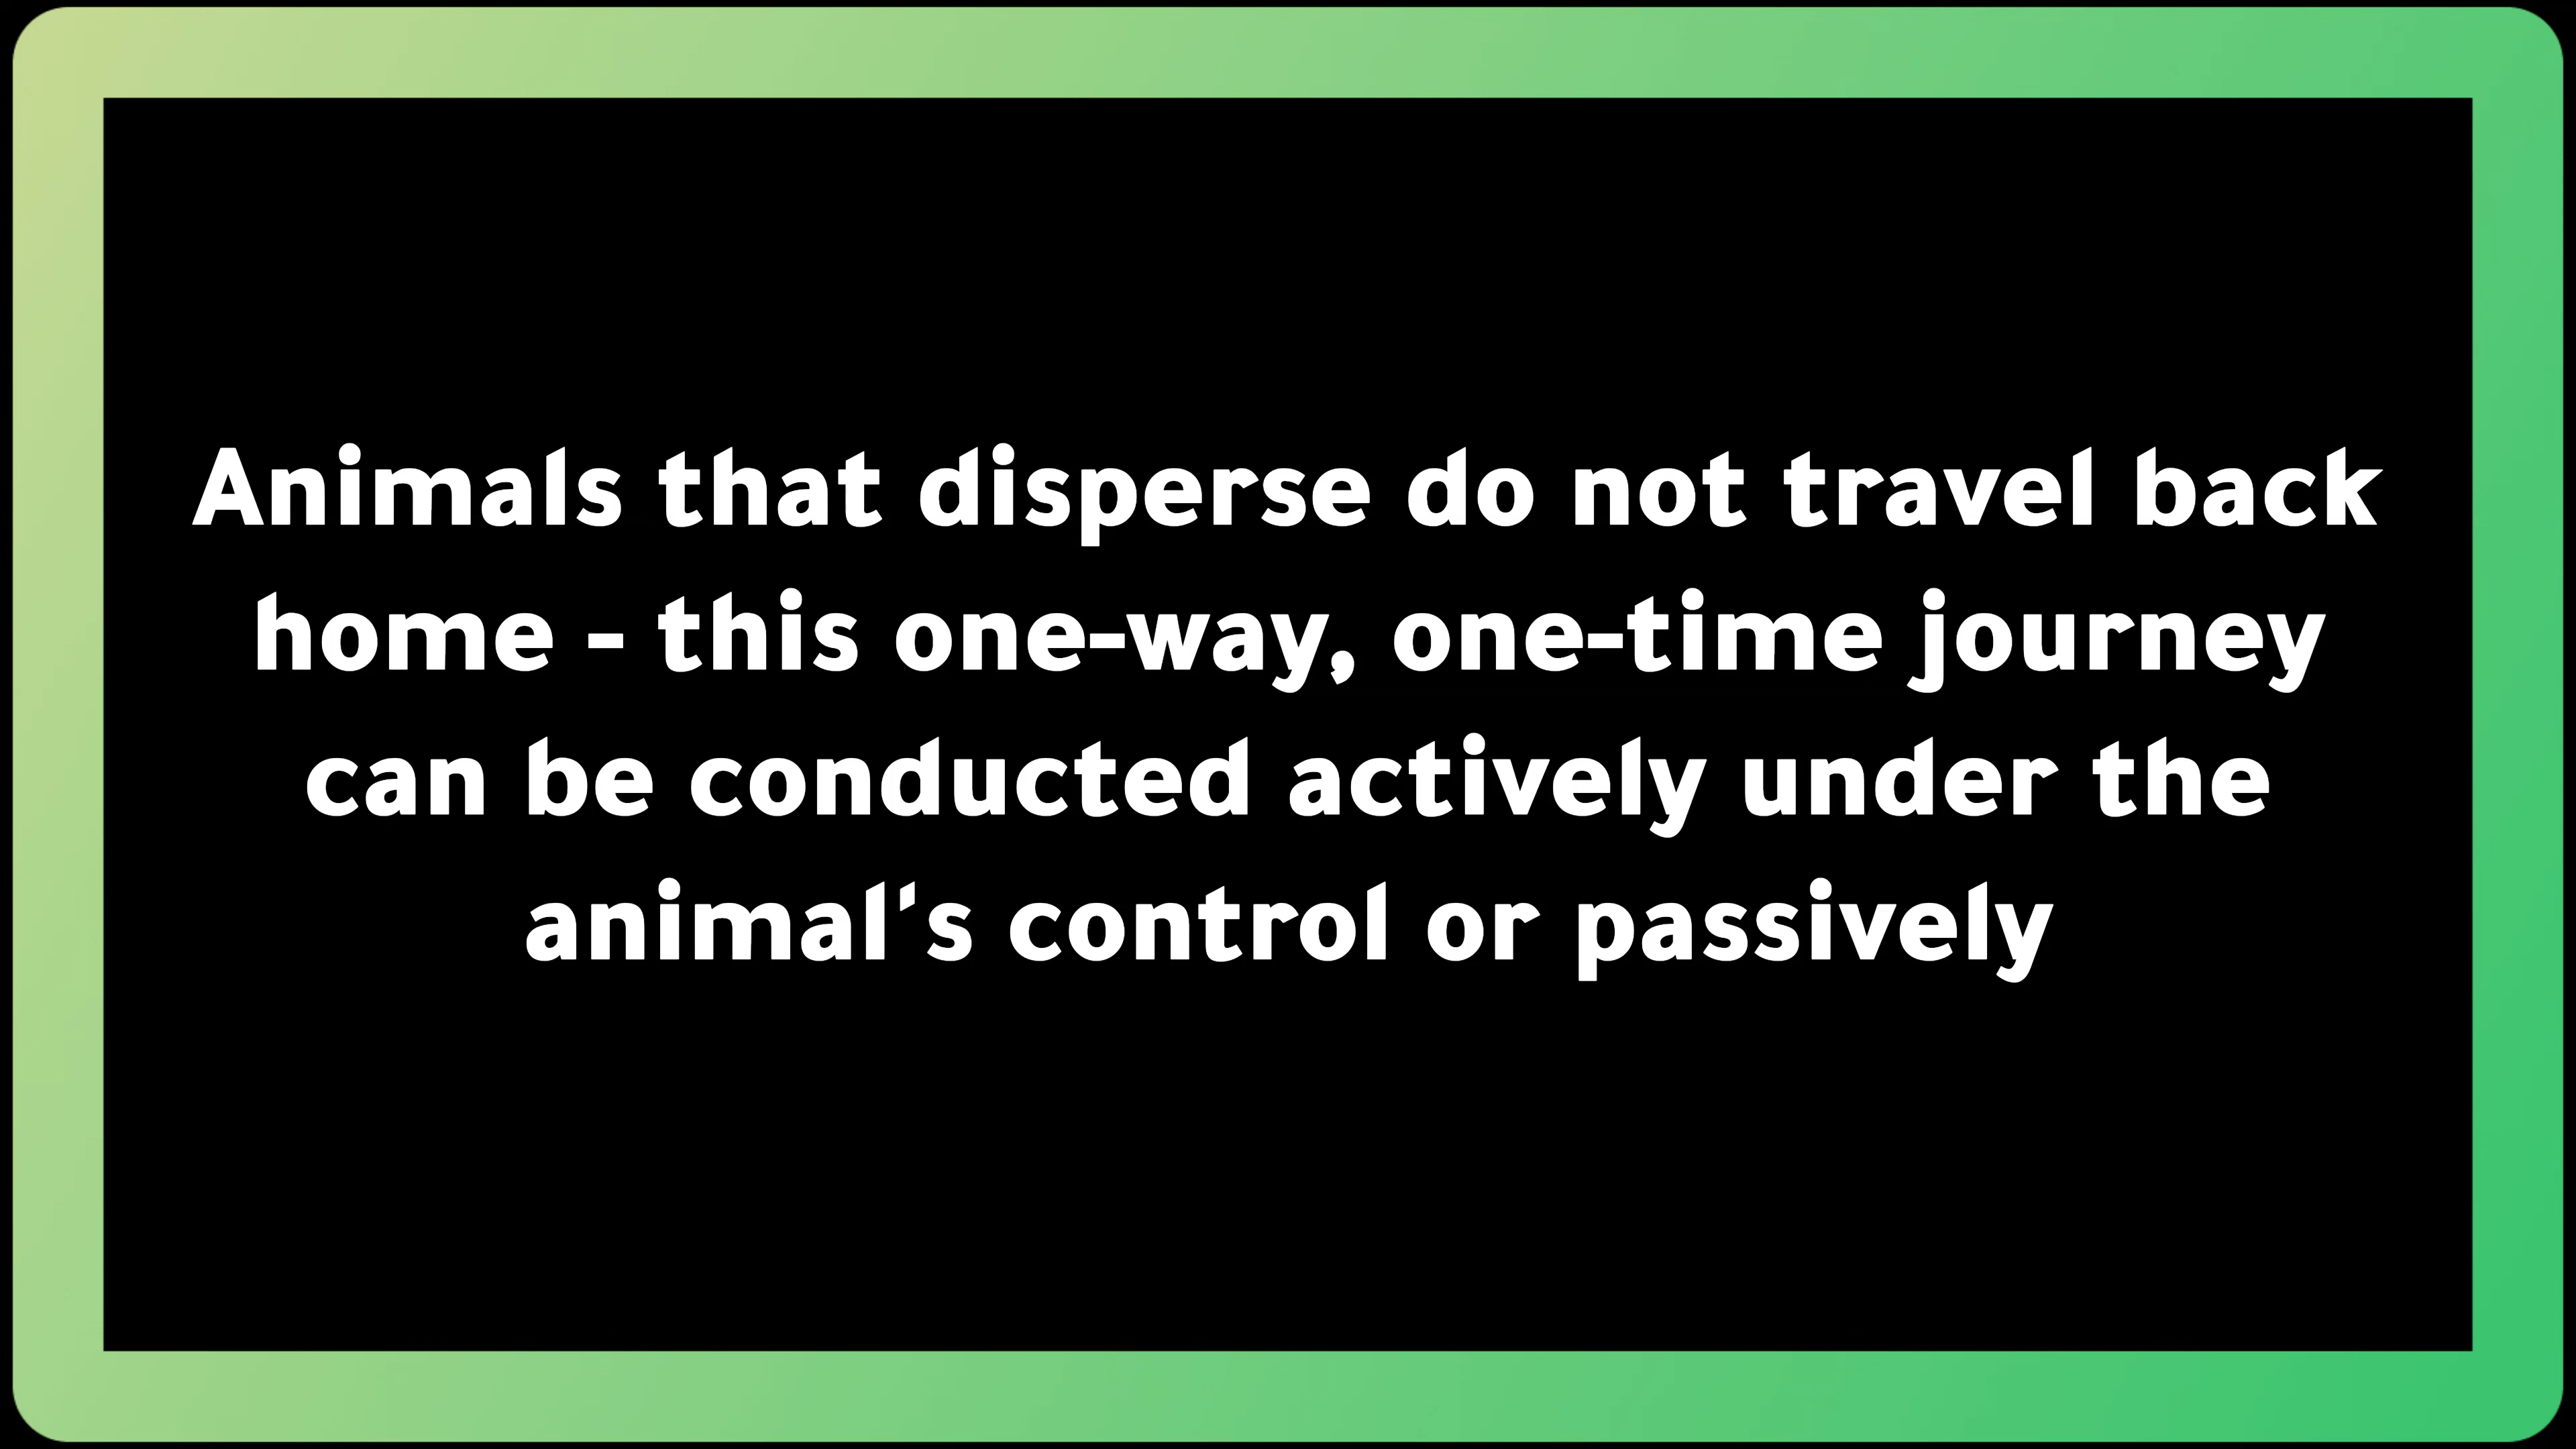 Animals that disperse do not travel back
home - this one-way, one-time journey
can be conducted actively under the
animal's control or passively